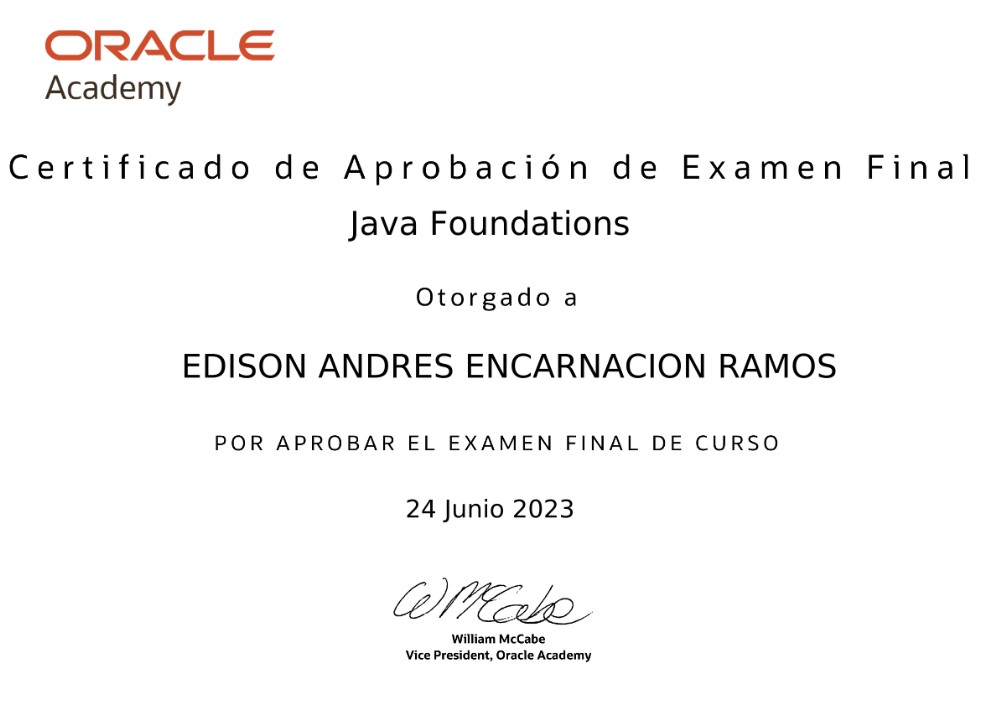 ORACLE
Academy
Certificado de Aprobación de Examen Final
Java Foundations
Otorgado a
EDISON ANDRES ENCARNACION RAMOS
POR APROBAR EL EXAMEN FINAL DE CURSO
24 Junio 2023
WMcCabe
William McCabe
Vice President, Oracle Academy